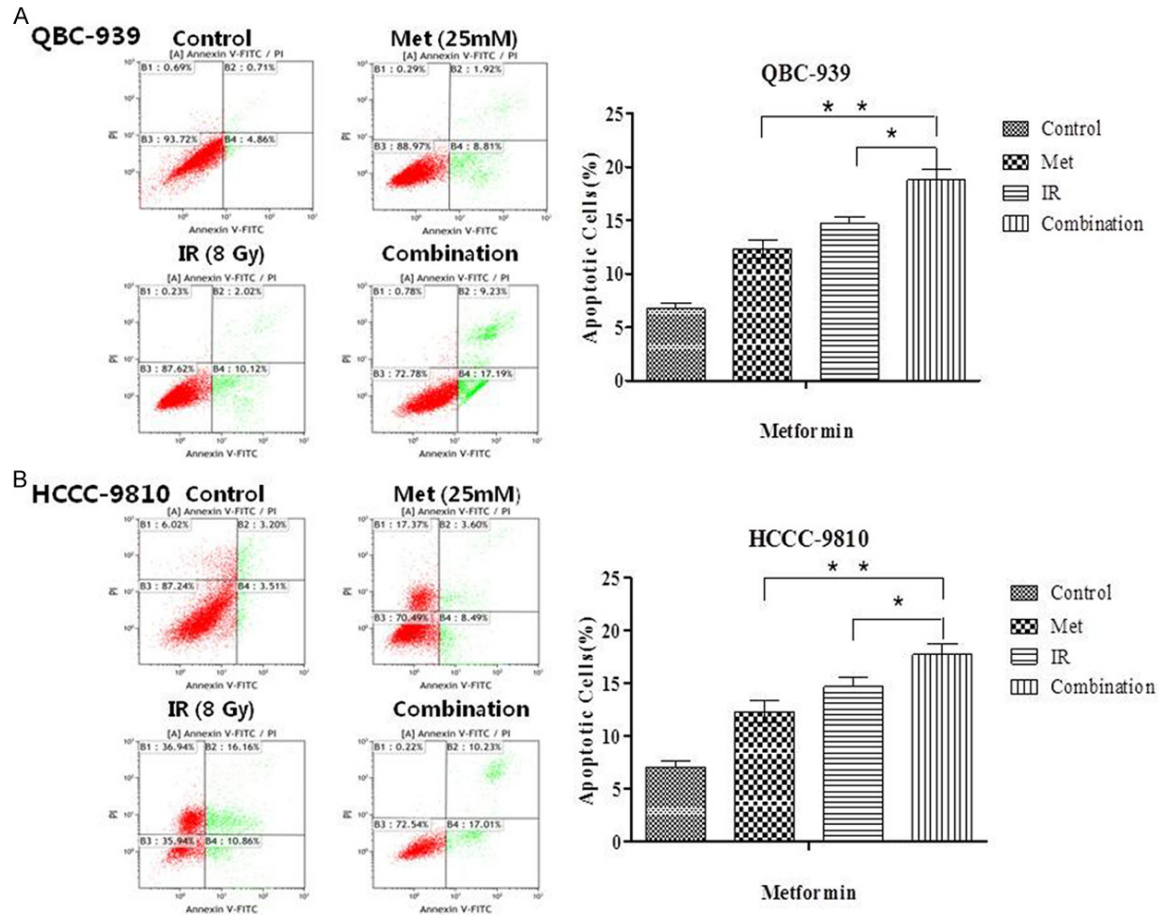 A
QBC-939
Control
[A] Annexin V-FITC / PI
B1 : 0.69%
B2 : 0.71%
B3 : 93.72%
B4 : 4.86%
PI
Annexin V-FITC
Met (25mM)
[A] Annexin V-FITC / PI
B1 : 0.29%
B2 : 1.92%
B3 : 88.97%
B4 : 8.81%
PI
Annexin V-FITC
IR (8 Gy)
[A] Annexin V-FITC / PI
B1 : 0.23%
B2 : 2.02%
B3 : 87.62%
B4 : 10.12%
PI
Annexin V-FITC
Combination
[A] Annexin V-FITC / PI
B1 : 0.78%
B2 : 9.23%
B3 : 72.78%
B4 : 17.19%
PI
Annexin V-FITC
QBC-939
* *
*
25
20
15
10
5
0
Apoptotic Cells(%)
Metformin
Control
Met
IR
Combination
B
HCCC-9810
Control
[A] Annexin V-FITC / PI
B1 : 6.02%
B2 : 3.20%
B3 : 87.24%
B4 : 3.51%
PI
Annexin V-FITC
Met (25mM)
[A] Annexin V-FITC / PI
B1 : 17.37%
B2 : 3.60%
B3 : 70.49%
B4 : 8.49%
PI
Annexin V-FITC
IR (8 Gy)
[A] Annexin V-FITC / PI
B1 : 36.94%
B2 : 16.16%
B3 : 35.94%
B4 : 10.86%
PI
Annexin V-FITC
Combination
[A] Annexin V-FITC / PI
B1 : 0.22%
B2 : 10.23%
B3 : 72.54%
B4 : 17.01%
PI
Annexin V-FITC
HCCC-9810
* *
*
25
20
15
10
5
0
Apoptotic Cells(%)
Metformin
Control
Met
IR
Combination